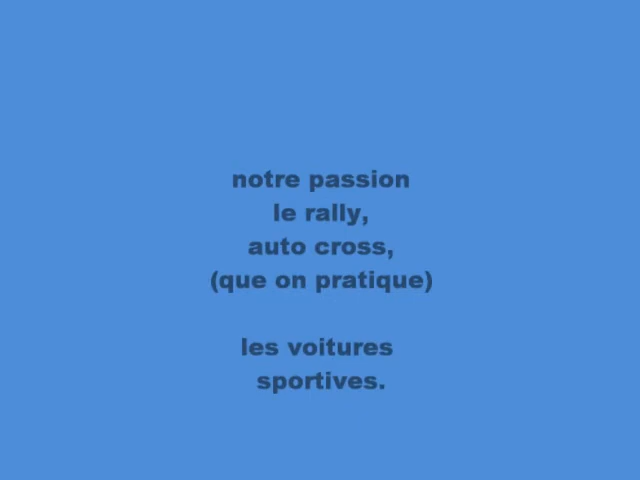 notre passion
le rally,
auto cross,
(que on pratique)
les voitures
sportives.